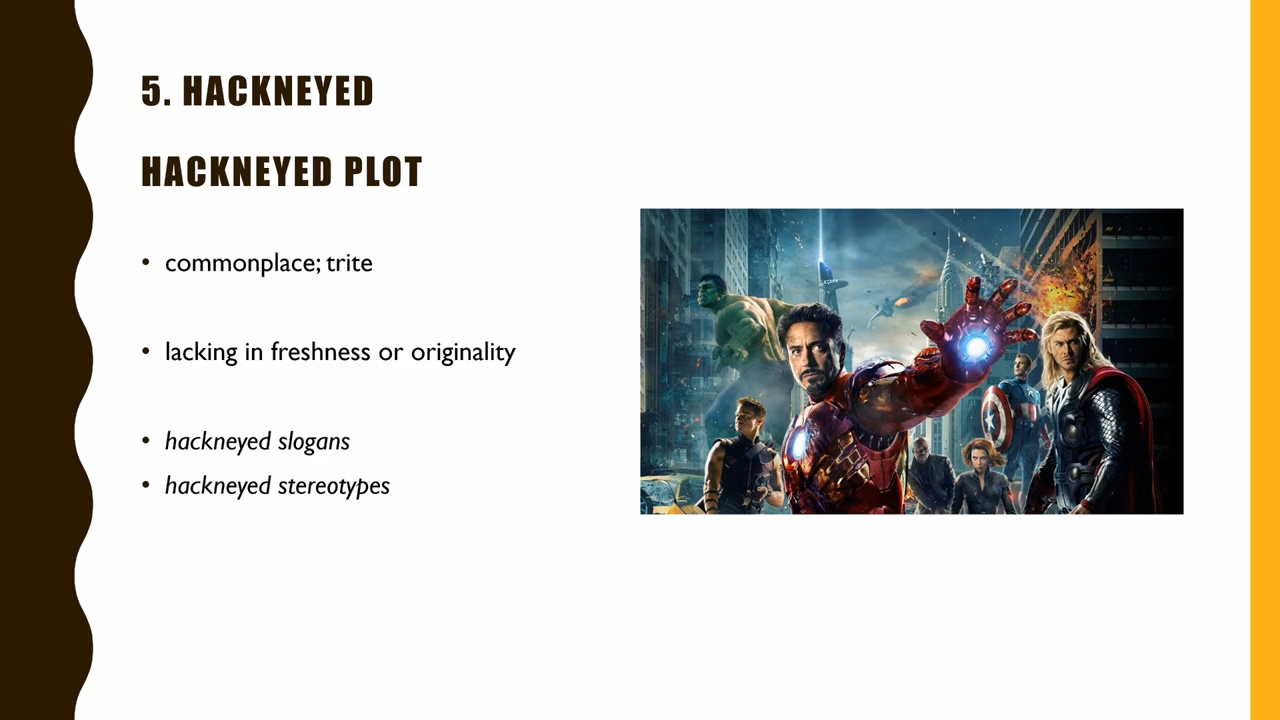 5. HACKNEYED
HACKNEYED PLOT
• commonplace; trite
• lacking in freshness or originality
• hackneyed slogans
• hackneyed stereotypes